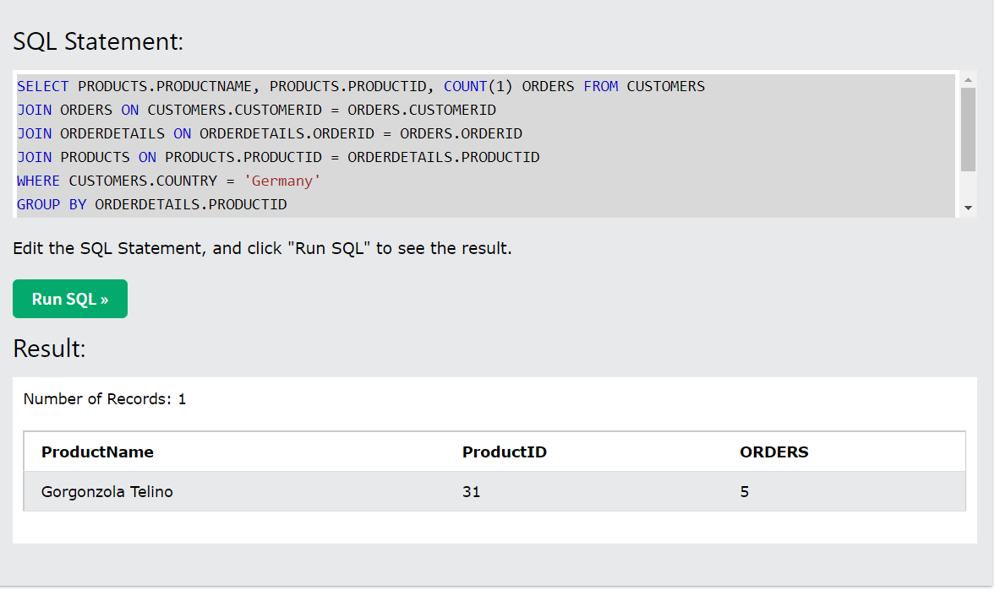 SQL Statement:
SELECT PRODUCTS.PRODUCTNAME, PRODUCTS.PRODUCTID, COUNT(1) ORDERS FROM CUSTOMERS
JOIN ORDERS ON CUSTOMERS.CUSTOMERID = ORDERS.CUSTOMERID
JOIN ORDERDETAILS ON ORDERDETAILS.ORDERID = ORDERS.ORDERID
JOIN PRODUCTS ON PRODUCTS.PRODUCTID = ORDERDETAILS.PRODUCTID
WHERE CUSTOMERS.COUNTRY = 'Germany'
GROUP BY ORDERDETAILS.PRODUCTID
Edit the SQL Statement, and click "Run SQL" to see the result.
Run SQL »
Result:
Number of Records: 1
ProductName ProductID ORDERS
Gorgonzola Telino 31 5